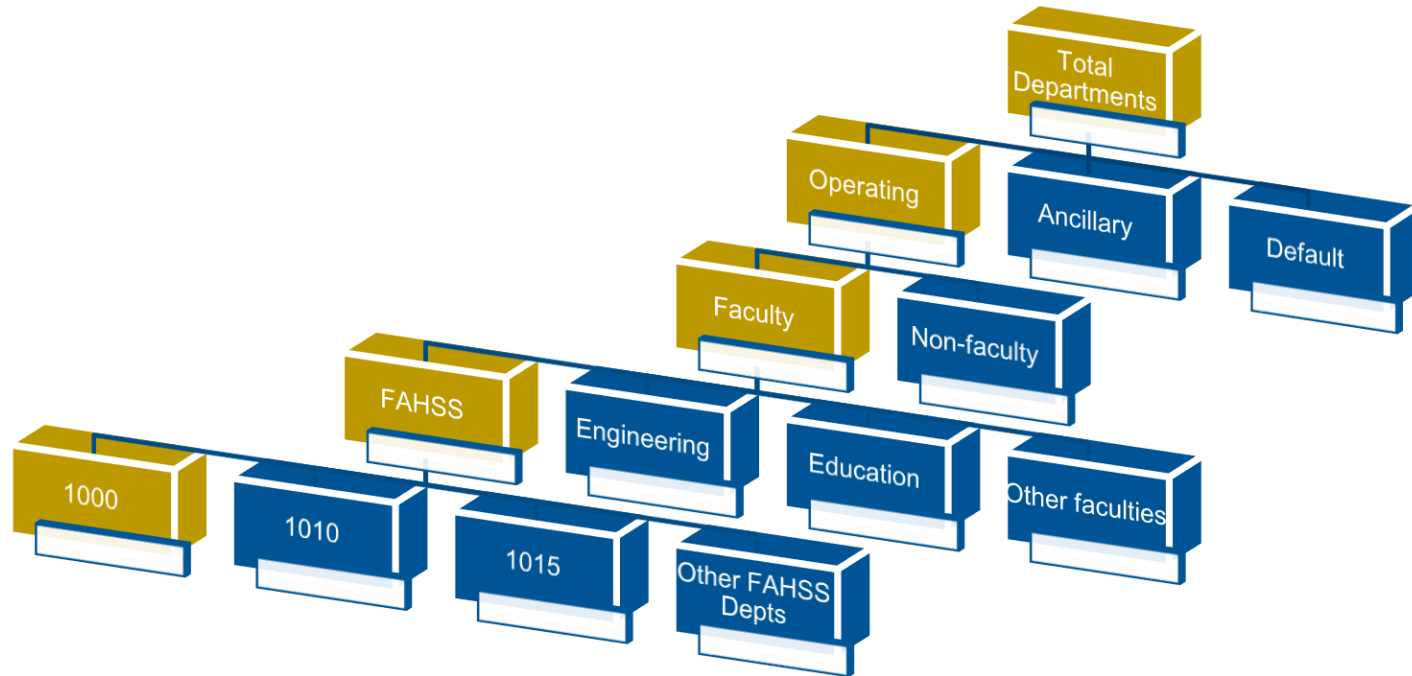 Total
Departments
Operating
Ancillary
Default
Faculty
Non-faculty
FAHSS
Engineering
Education
Other faculties
1000
1010
1015
Other FAHSS
Depts